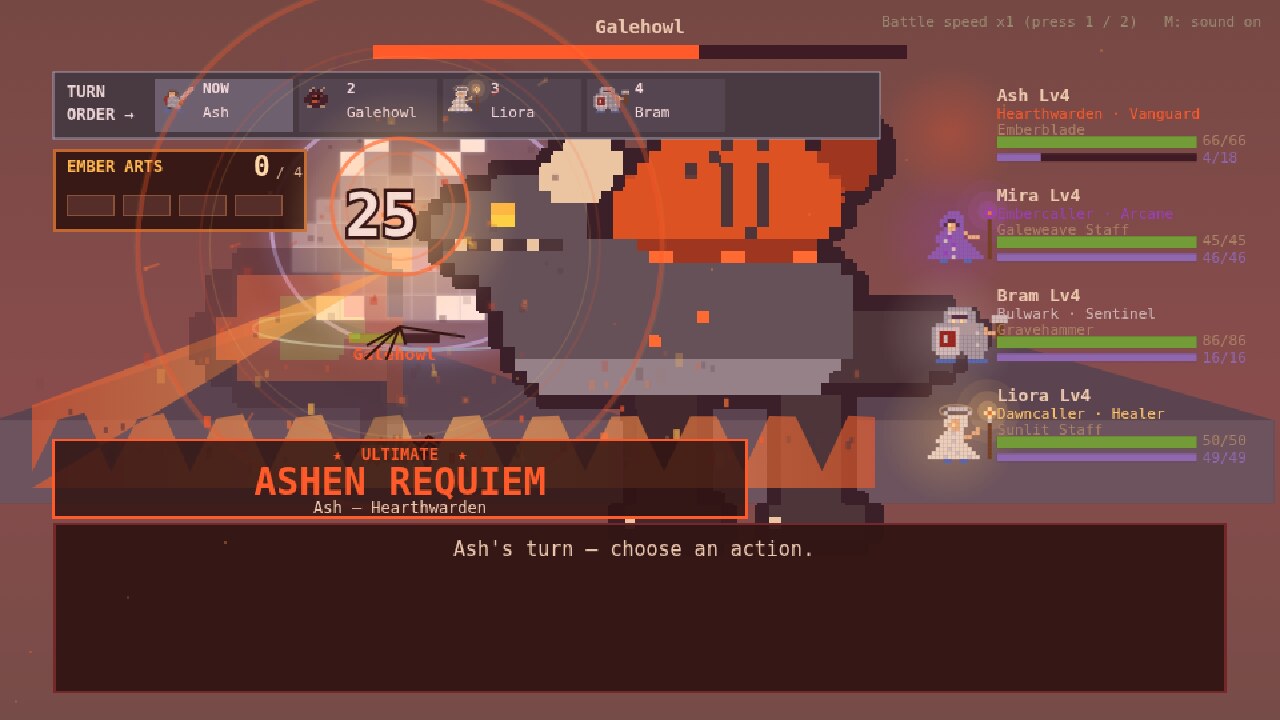 Galehowl
Battle speed x1 (press 1 / 2)   M: sound on
TURN
ORDER →
NOW
Ash
2
Galehowl
3
Liora
4
Bram
EMBER ARTS
0 / 4
25
Galehowl
Ash Lv4
Hearthwarden · Vanguard
Emberblade
66/66
4/18
Mira Lv4
Embercaller · Arcane
Galeweave Staff
45/45
46/46
Bram Lv4
Bulwark · Sentinel
Gravehammer
86/86
16/16
Liora Lv4
Dawncaller · Healer
Sunlit Staff
50/50
49/49
★ ULTIMATE ★
ASHEN REQUIEM
Ash — Hearthwarden
Ash's turn — choose an action.